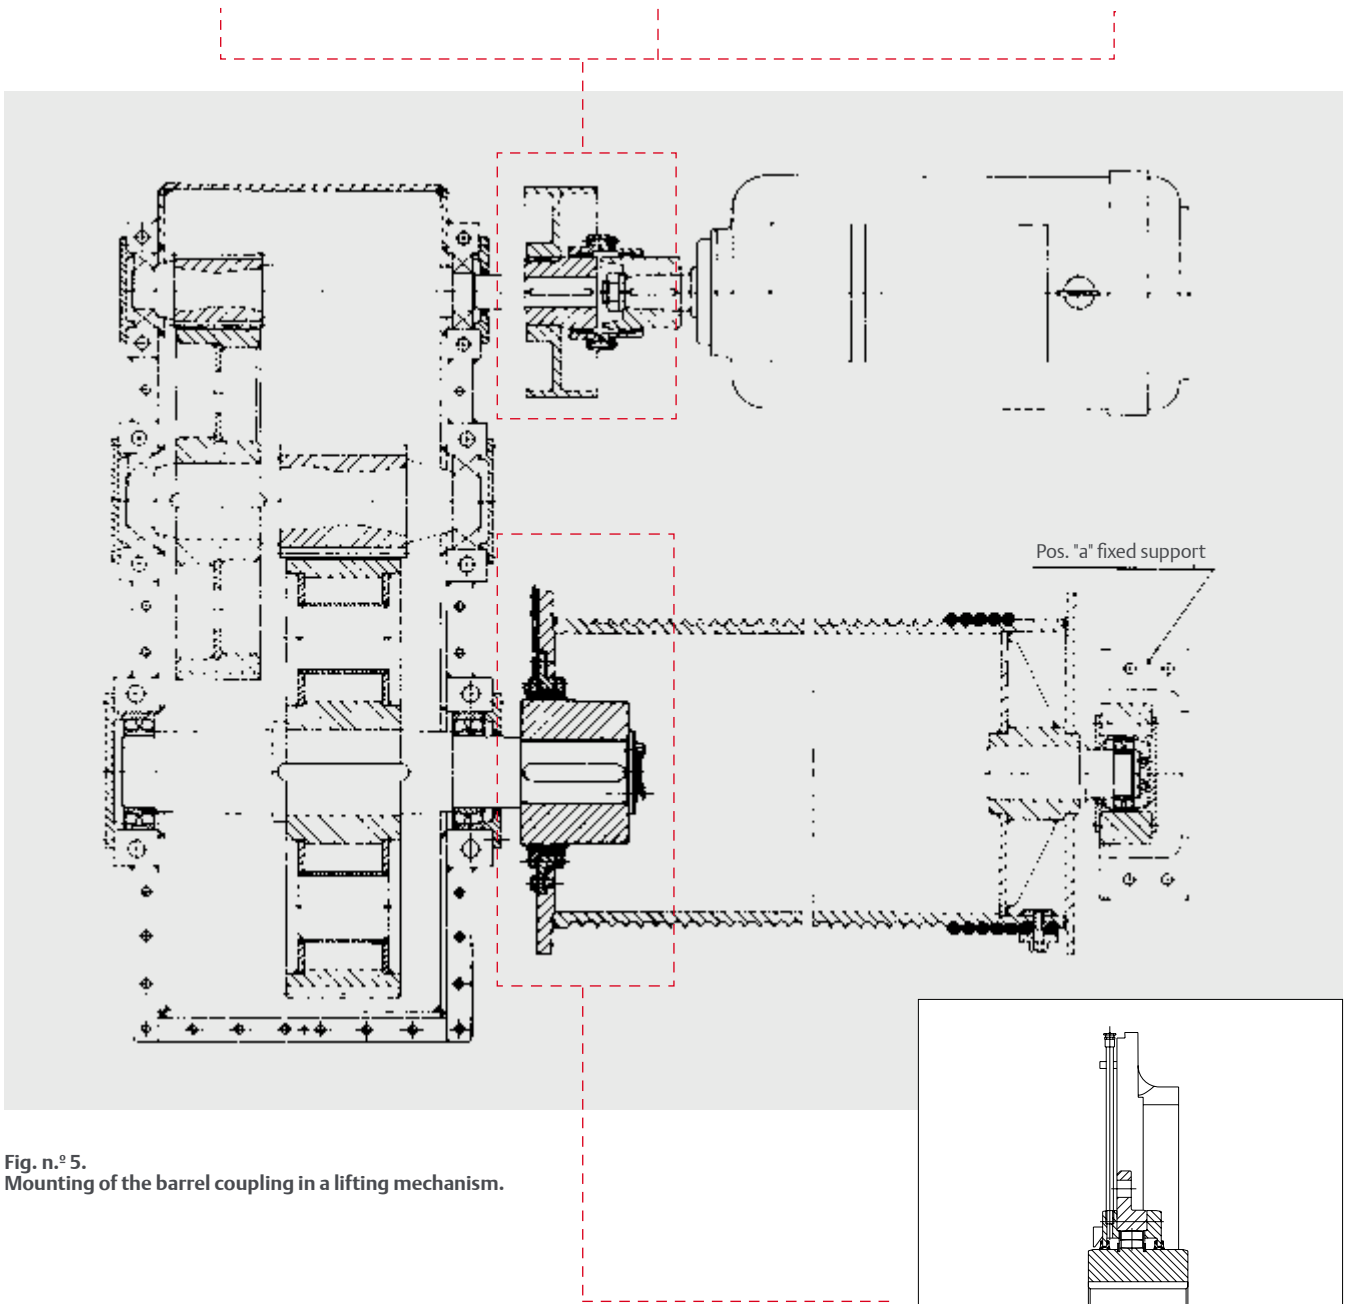 Pos. "a" fixed support
Fig. n.º 5.
Mounting of the barrel coupling in a lifting mechanism.